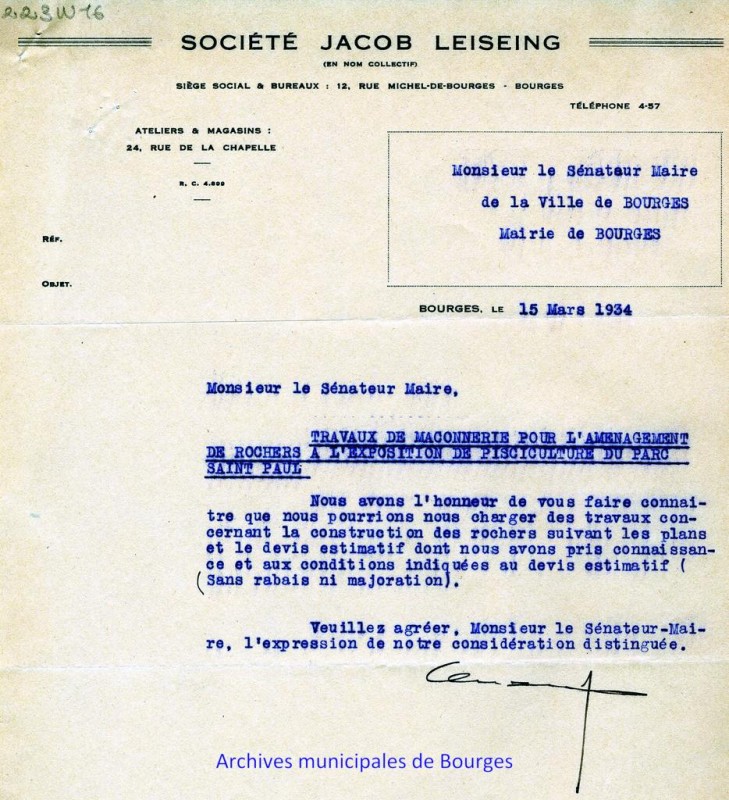 223W16
SOCIÉTÉ JACOB LEISEING
(EN NOM COLLECTIF)
SIÈGE SOCIAL & BUREAUX : 12, RUE MICHEL-DE-BOURGES - BOURGES
TÉLÉPHONE 4-57
ATELIERS & MAGASINS :
24, RUE DE LA CHAPELLE
R. C. 4.899
Monsieur le Sénateur Maire
de la Ville de BOURGES
Mairie de BOURGES
RÉF.
OBJET.
BOURGES, LE 15 Mars 1934
Monsieur le Sénateur Maire,
TRAVAUX DE MACONNERIE POUR L'AMENAGEMENT
DE ROCHERS A L'EXPOSITION DE PISCICULTURE DU PARC
SAINT PAUL
Nous avons l'honneur de vous faire connai-
tre que nous pourrions nous charger des travaux con-
cernant la construction des rochers suivant les plans
et le devis estimatif dont nous avons pris connaissan-
ce et aux conditions indiquées au devis estimatif (
(Sans rabais ni majoration).
Veuillez agréer, Monsieur le Sénateur-Mai-
re, l'expression de notre considération distinguée.
Archives municipales de Bourges